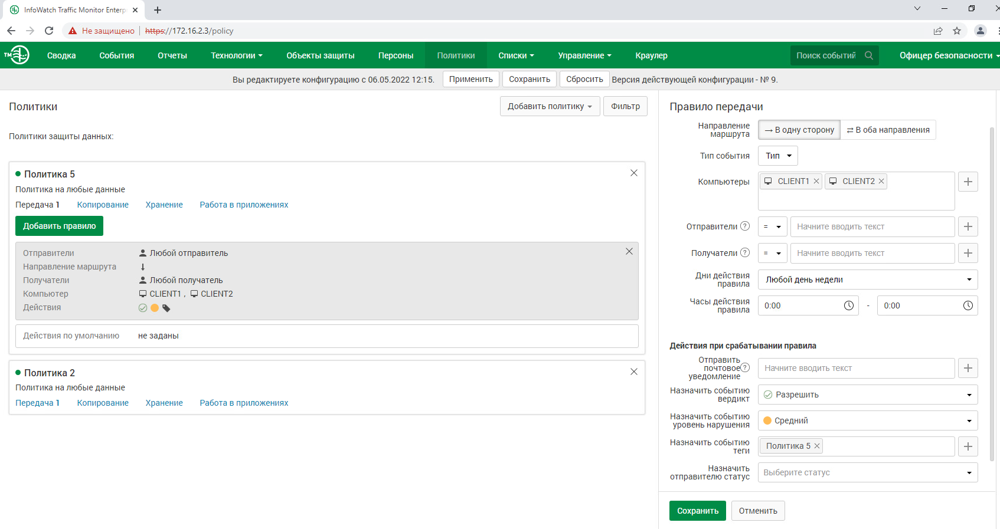 InfoWatch Traffic Monitor Enterp
Не защищено https://172.16.2.3/policy
TM Сводка События Отчеты Технологии Объекты защиты Персоны Политики Списки Управление Краулер Поиск событий Офицер безопасности
Вы редактируете конфигурацию с 06.05.2022 12:15. Применить Сохранить Сбросить Версия действующей конфигурации - № 9.
Политики Добавить политику Фильтр
Политики защиты данных:
Политика 5
Политика на любые данные
Передача 1 Копирование Хранение Работа в приложениях
Добавить правило
Отправители Любой отправитель
Направление маршрута
Получатели Любой получатель
Компьютер CLIENT1 , CLIENT2
Действия
Действия по умолчанию не заданы
Политика 2
Политика на любые данные
Передача 1 Копирование Хранение Работа в приложениях
Правило передачи
Направление
маршрута
→ В одну сторону ⇄ В оба направления
Тип события Тип
Компьютеры CLIENT1 CLIENT2
Отправители ? = Начните вводить текст
Получатели ? = Начните вводить текст
Дни действия
правила
Любой день недели
Часы действия
правила
0:00 - 0:00
Действия при срабатывании правила
Отправить
почтовое ?
уведомление
Начните вводить текст
Назначить событию
вердикт
Разрешить
Назначить событию
уровень нарушения
Средний
Назначить событию
теги
Политика 5
Назначить
отправителю статус
Выберите статус
Сохранить Отменить